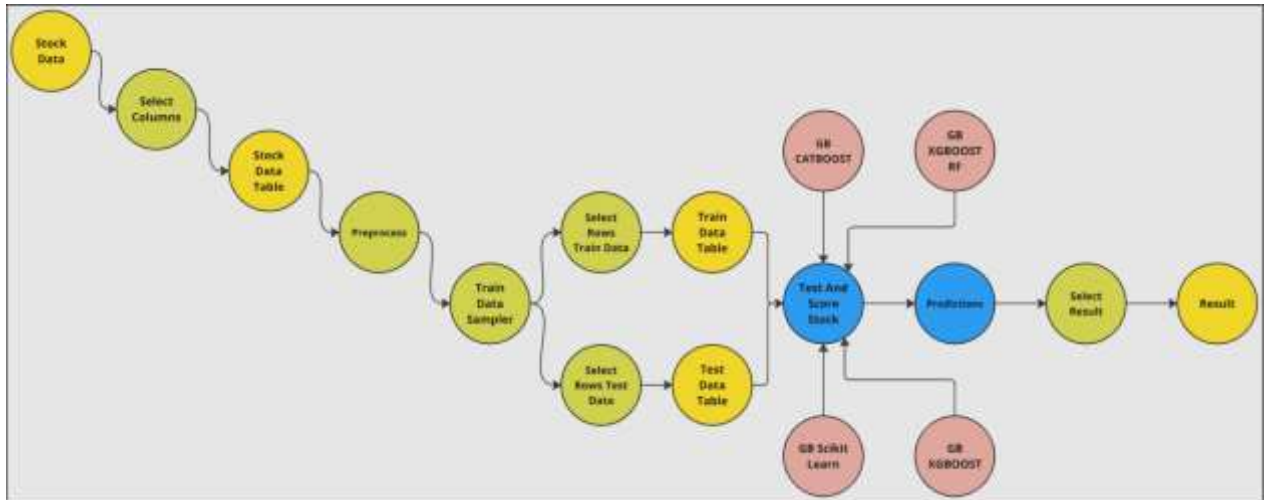 Stock
Data
Select
Columns
Stock
Data
Table
Preprocess
Train
Data
Sampler
Select
Rows
Train Data
Train
Data
Table
Select
Rows Test
Data
Test
Data
Table
GB
CATBOOST
GB
XGBOOST
RF
Test And
Score
Stock
GB Scikit
Learn
GB
XGBOOST
Predictions
Select
Result
Result